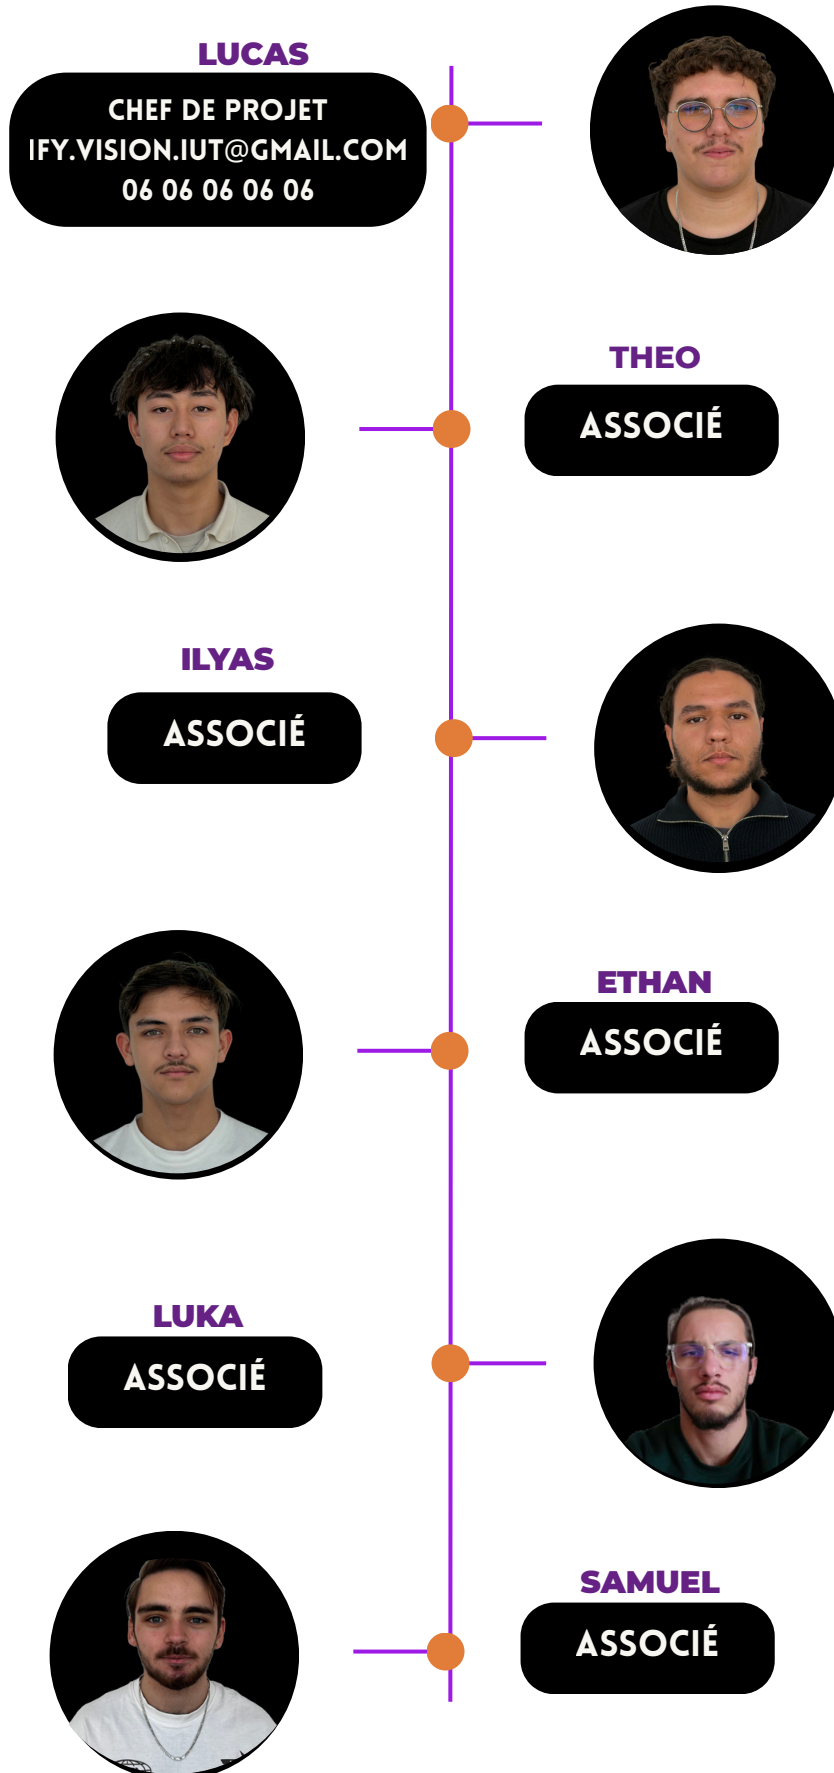 LUCAS
CHEF DE PROJET
IFY.VISION.IUT@GMAIL.COM
06 06 06 06 06
THEO
ASSOCIÉ
ILYAS
ASSOCIÉ
ETHAN
ASSOCIÉ
LUKA
ASSOCIÉ
SAMUEL
ASSOCIÉ